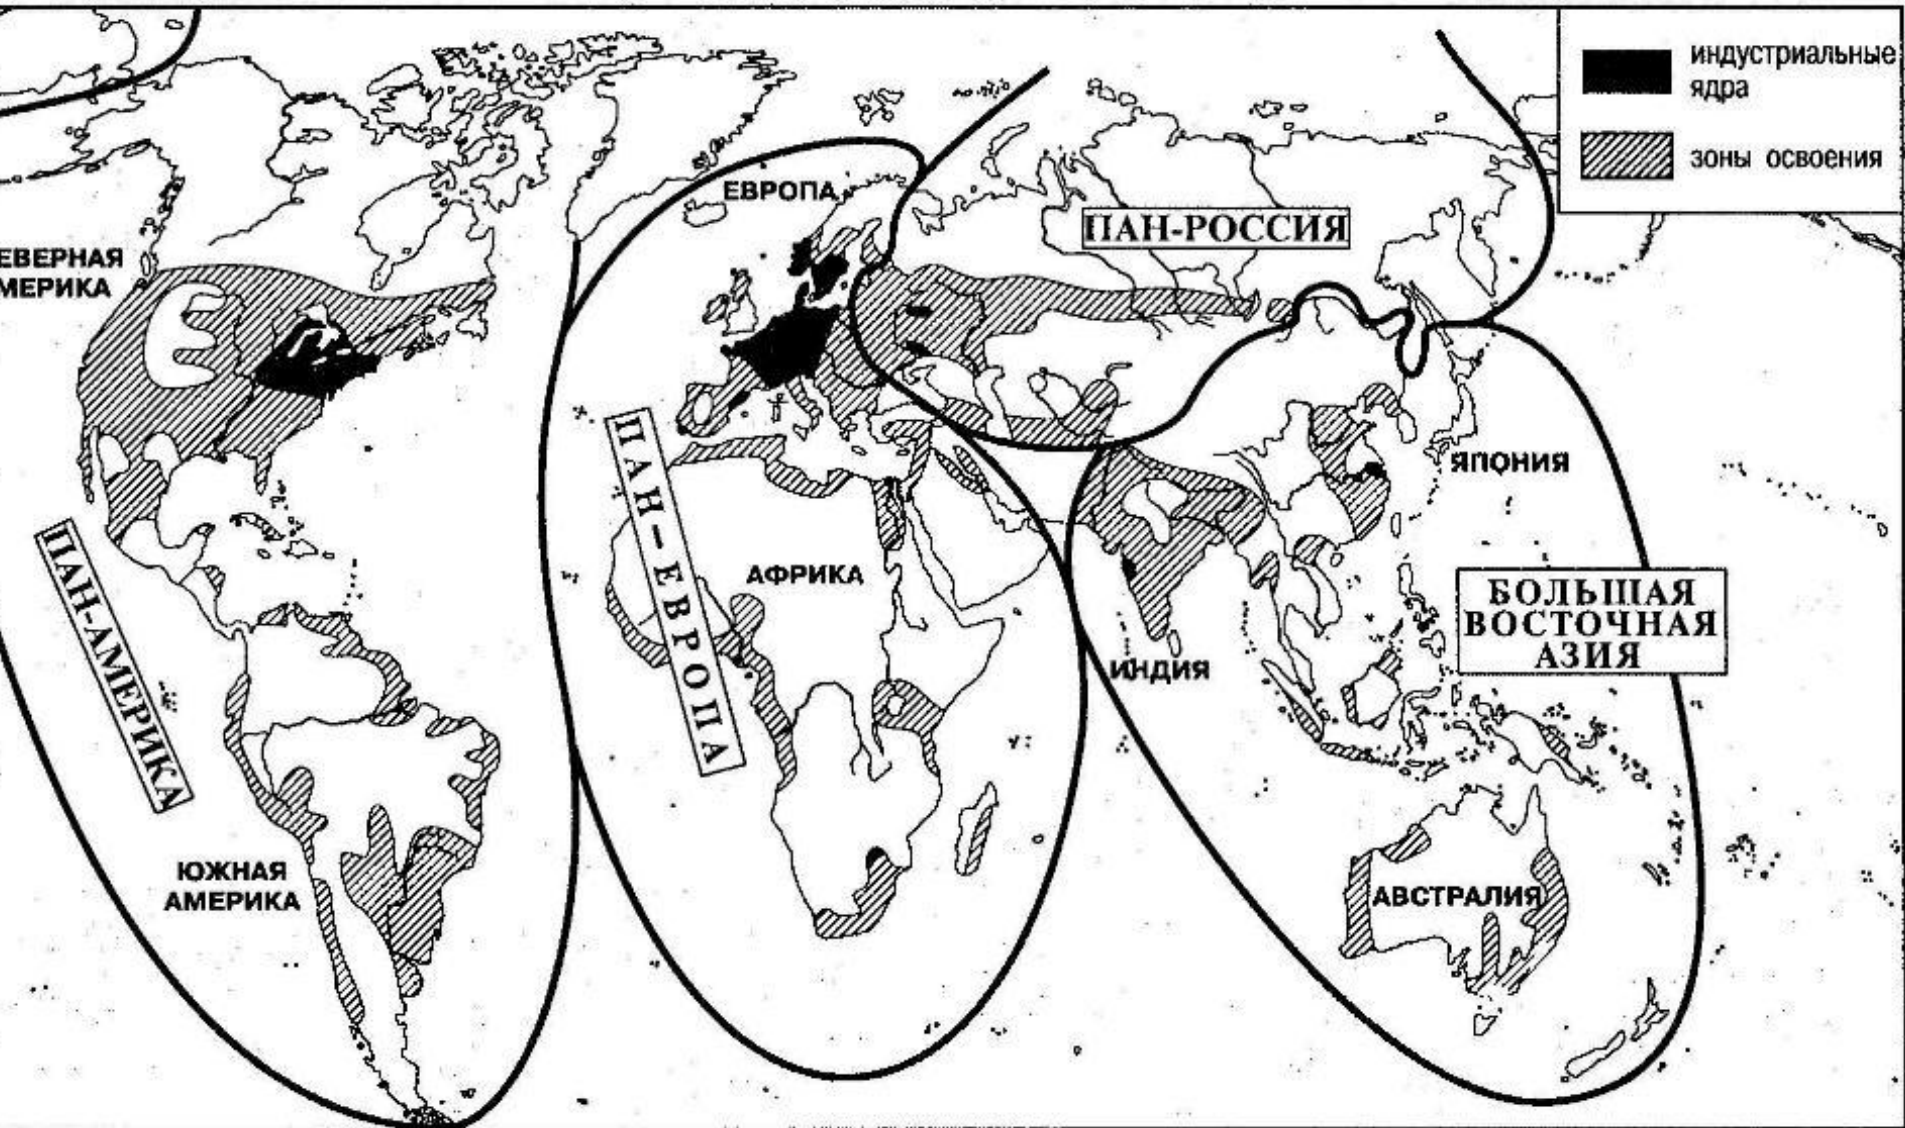 индустриальные
ядра
зоны освоения
ЕВРОПА
ПАН-РОССИЯ
ЕВЕРНАЯ
МЕРИКА
ПАН-ЕВРОПА
ЯПОНИЯ
ПАН-АМЕРИКА
АФРИКА
БОЛЬШАЯ
ВОСТОЧНАЯ
АЗИЯ
ИНДИЯ
ЮЖНАЯ
АМЕРИКА
АВСТРАЛИЯ